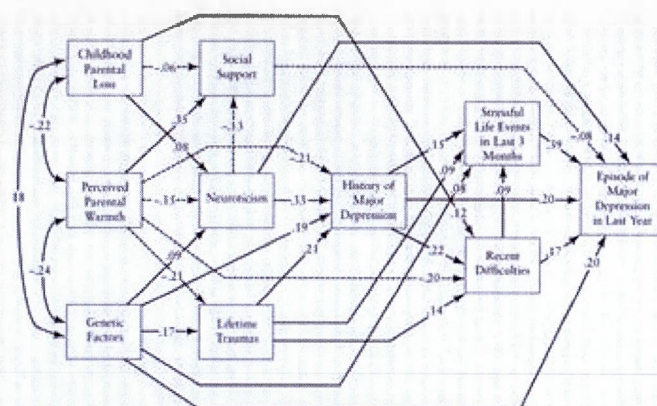 Childhood
Parental
Loss
-.06
Social
Support
-.22
.35
-.13
.08
-.21
Stressful
Life Events
in Last 3
Months
.15
.09
.08
.39
-.08
.14
.18
Perceived
Parental
Warmth
Neuroticism
.33
History of
Major
Depression
.09
.20
Episode of
Major
Depression
in Last Year
.12
.19
.09
-.21
.21
.22
-.20
Recent
Difficulties
.17
.20
-.24
Genetic
Factors
.17
Lifetime
Traumas
.14